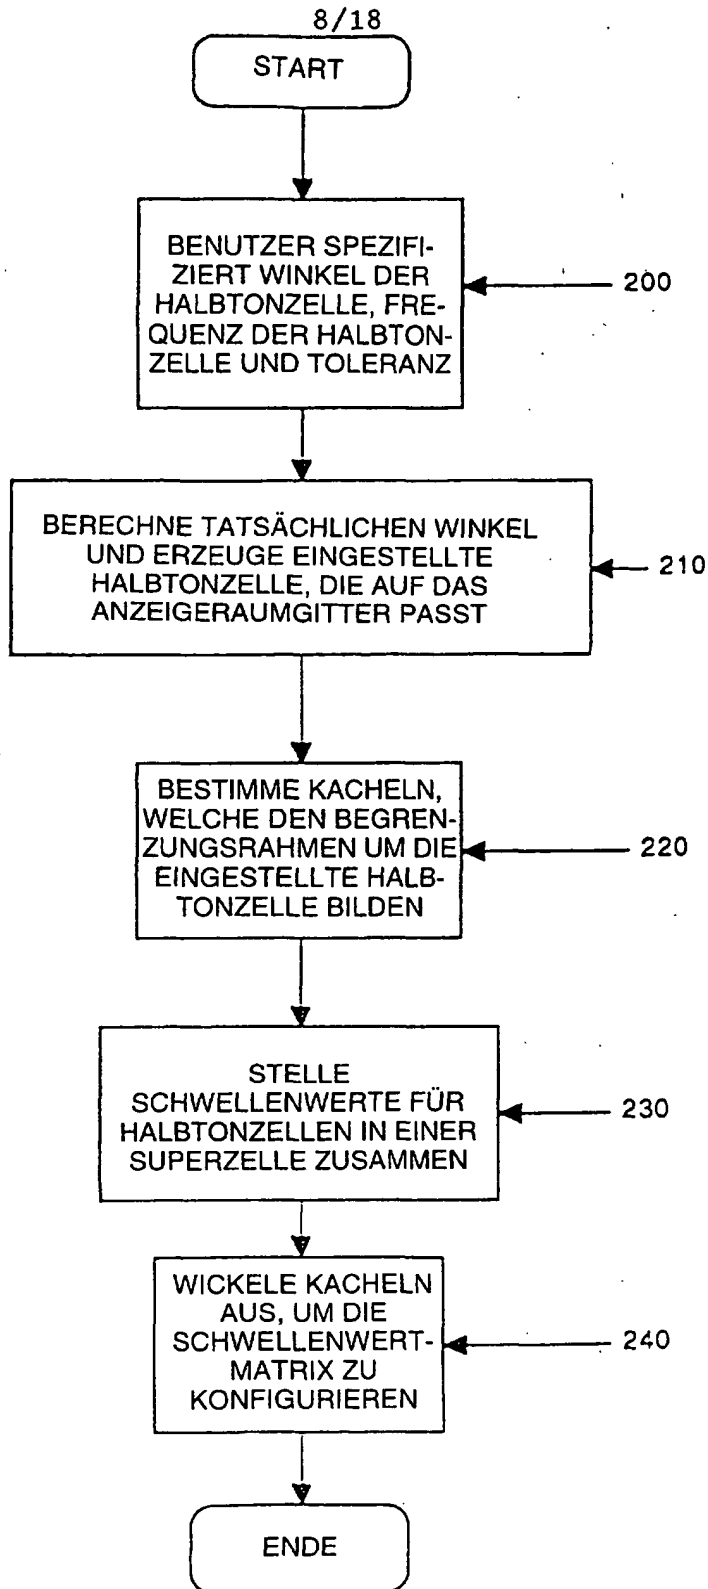 8/18
START
BENUTZER SPEZIFI-
ZIERT WINKEL DER
HALBTONZELLE, FRE-
QUENZ DER HALBTON-
ZELLE UND TOLERANZ
200
BERECHNE TATSÄCHLICHEN WINKEL
UND ERZEUGE EINGESTELLTE
HALBTONZELLE, DIE AUF DAS
ANZEIGERAUMGITTER PASST
210
BESTIMME KACHELN,
WELCHE DEN BEGREN-
ZUNGSRAHMEN UM DIE
EINGESTELLTE HALB-
TONZELLE BILDEN
220
STELLE
SCHWELLENWERTE FÜR
HALBTONZELLEN IN EINER
SUPERZELLE ZUSAMMEN
230
WICKELE KACHELN
AUS, UM DIE
SCHWELLENWERT-
MATRIX ZU
KONFIGURIEREN
240
ENDE